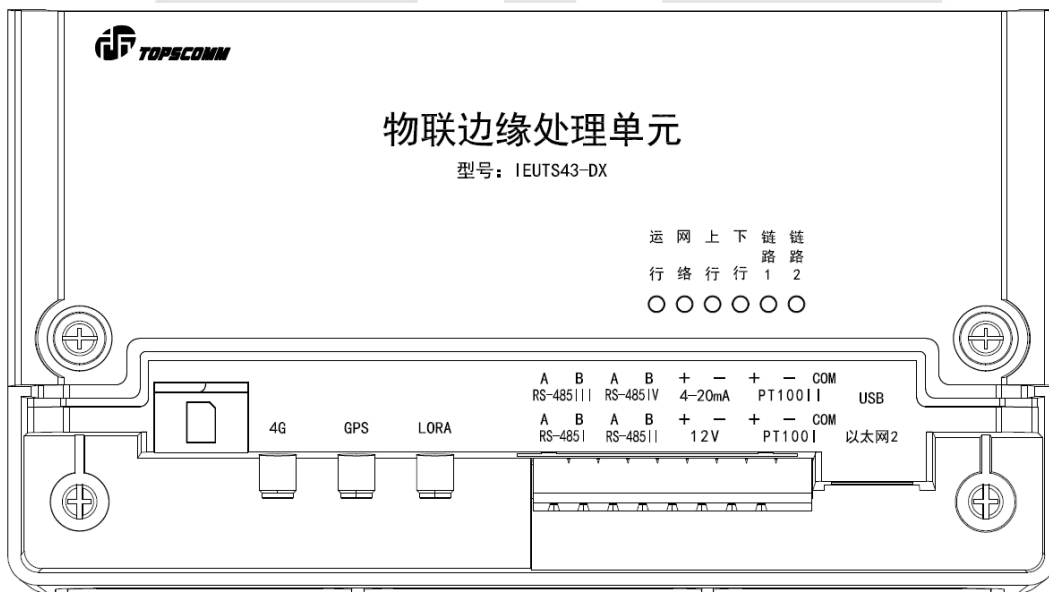 TOPSCOMM
物联边缘处理单元
型号：IEUTS43-DX
运行 网络 上行 下行 链路1 链路2
A B A B + - + - COM
RS-485III RS-485IV 4-20mA PT100II USB
A B A B + - + - COM
RS-485I RS-485II 12V PT100I 以太网2
4G GPS LORA